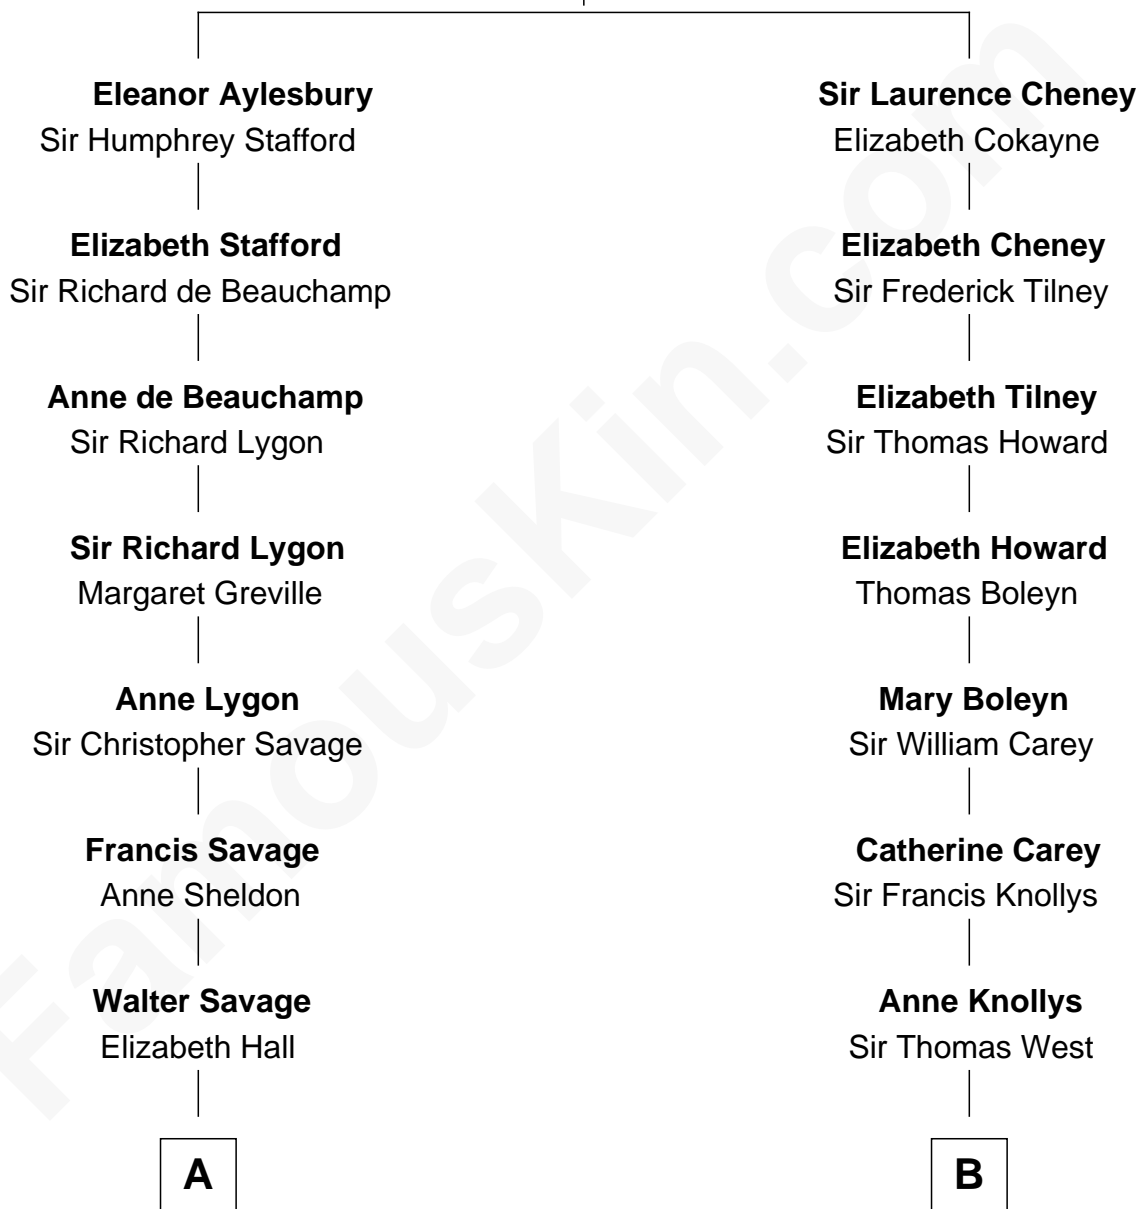 Eleanor Aylesbury
Sir Humphrey Stafford
Elizabeth Stafford
Sir Richard de Beauchamp
Anne de Beauchamp
Sir Richard Lygon
Sir Richard Lygon
Margaret Greville
Anne Lygon
Sir Christopher Savage
Francis Savage
Anne Sheldon
Walter Savage
Elizabeth Hall
A
Sir Laurence Cheney
Elizabeth Cokayne
Elizabeth Cheney
Sir Frederick Tilney
Elizabeth Tilney
Sir Thomas Howard
Elizabeth Howard
Thomas Boleyn
Mary Boleyn
Sir William Carey
Catherine Carey
Sir Francis Knollys
Anne Knollys
Sir Thomas West
B
FamousKin.com